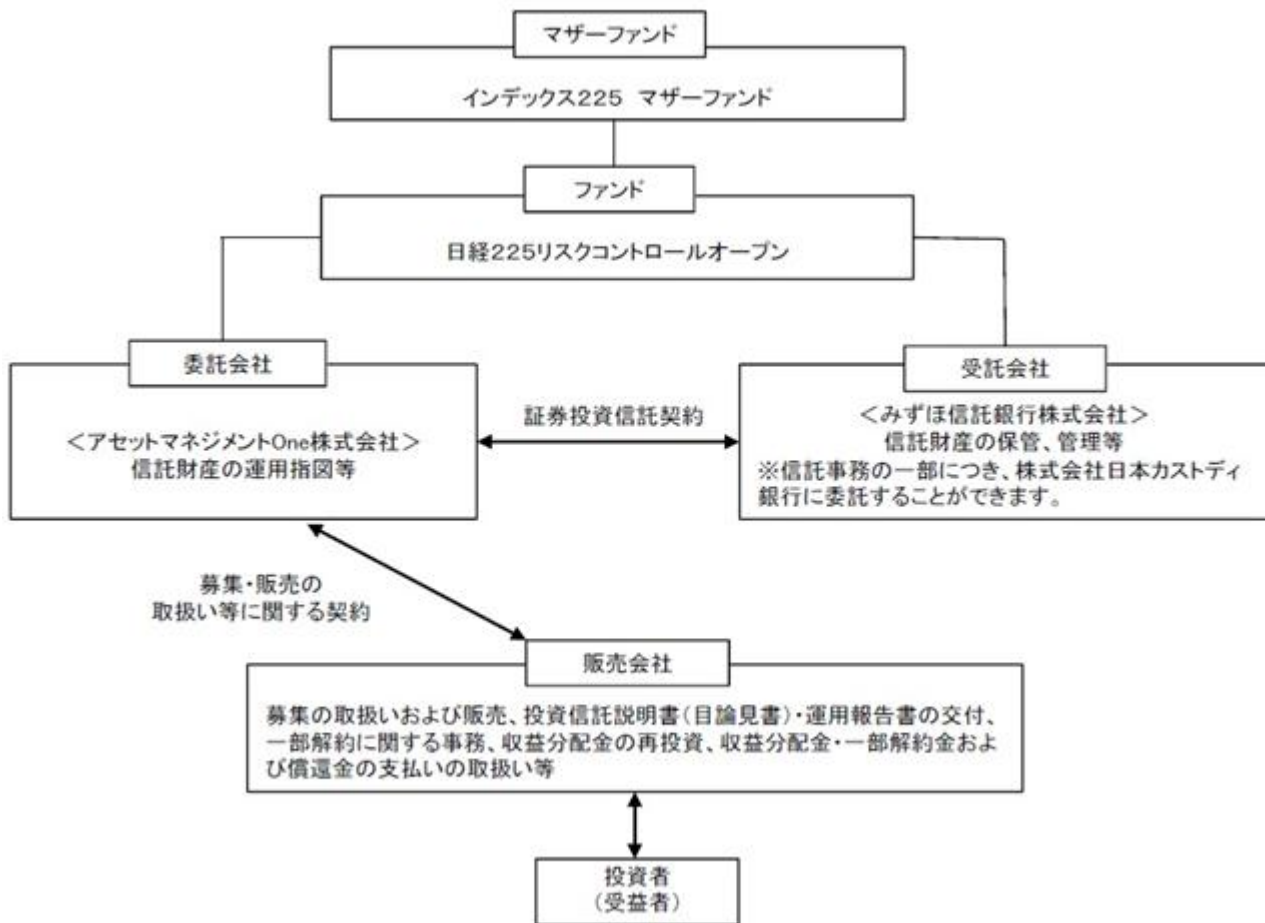 マザーファンド
インデックス225 マザーファンド
ファンド
日経225リスクコントロールオープン
委託会社
<アセットマネジメントOne株式会社>
信託財産の運用指図等
証券投資信託契約
受託会社
<みずほ信託銀行株式会社>
信託財産の保管、管理等
※信託事務の一部につき、株式会社日本カストディ
銀行に委託することができます。
募集・販売の
取扱い等に関する契約
販売会社
募集の取扱いおよび販売、投資信託説明書(目論見書)・運用報告書の交付、
一部解約に関する事務、収益分配金の再投資、収益分配金・一部解約金およ
び償還金の支払いの取扱い等
投資者
(受益者)